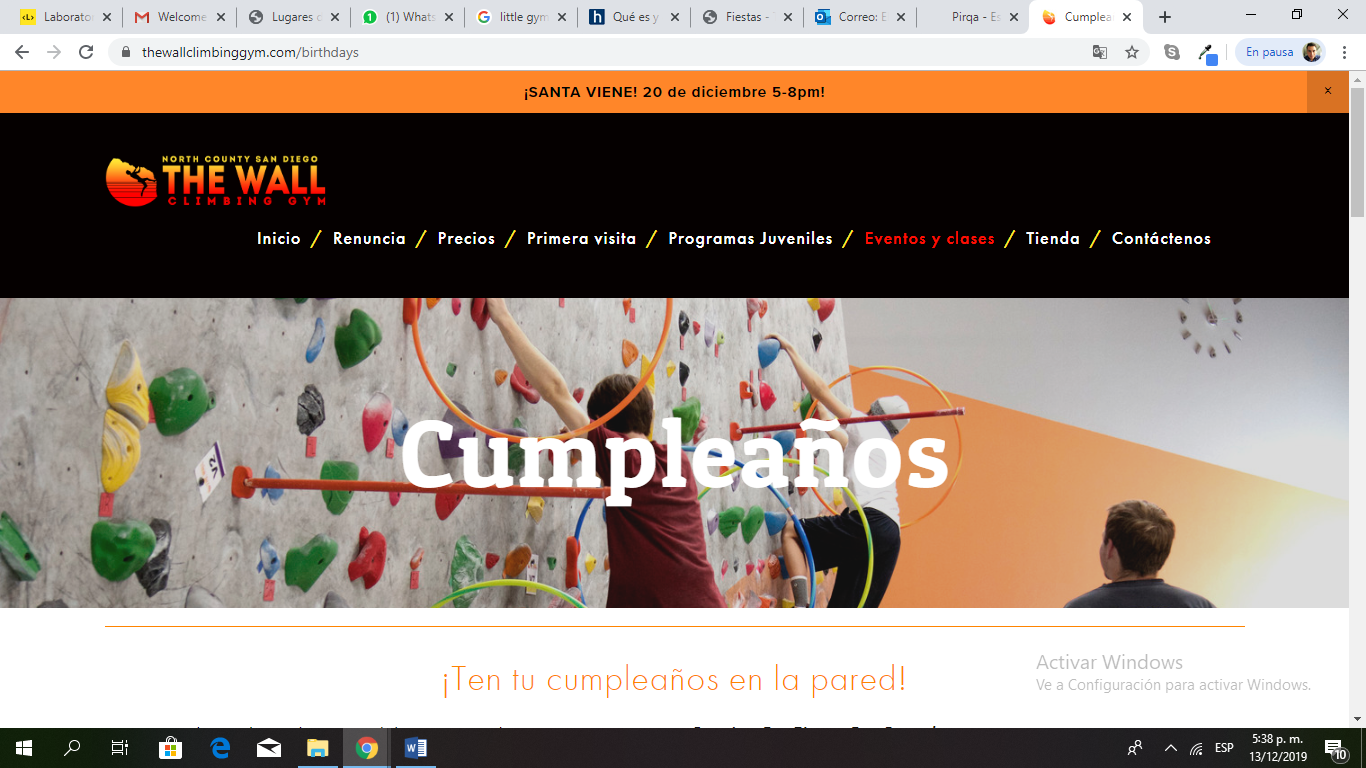 Laborato
Welcome
Lugares
(1) Whats
little gym
Qué es y
Fiestas -
Correo: E
Pirqa - Es
Cumplea
thewallclimbinggym.com/birthdays
En pausa
¡SANTA VIENE! 20 de diciembre 5-8pm!
NORTH COUNTY SAN DIEGO
THE WALL
CLIMBING GYM
Inicio / Renuncia / Precios / Primera visita / Programas Juveniles / Eventos y clases / Tienda / Contáctenos
V2
Cumpleaños
¡Ten tu cumpleaños en la pared!
Activar Windows
Ve a Configuración para activar Windows.
ESP
5:38 p. m.
13/12/2019
10